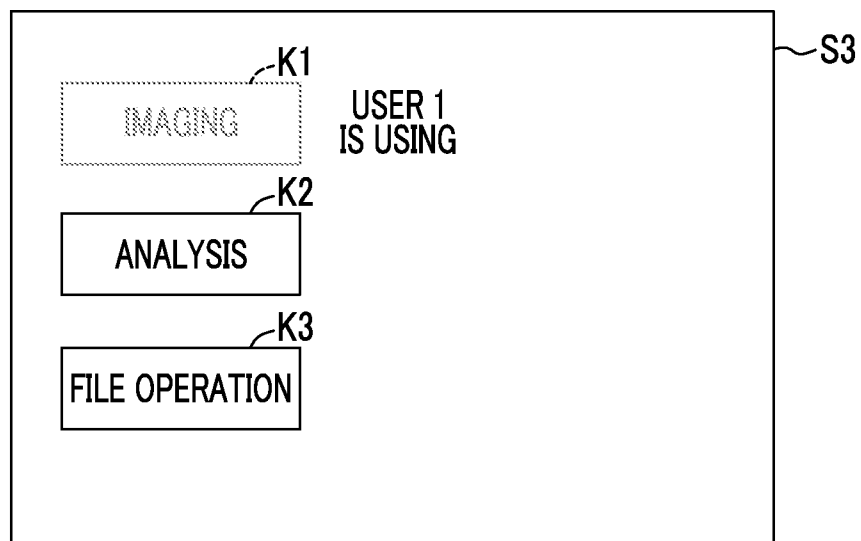 S3
K1
IMAGING
USER 1
IS USING
K2
ANALYSIS
K3
FILE OPERATION